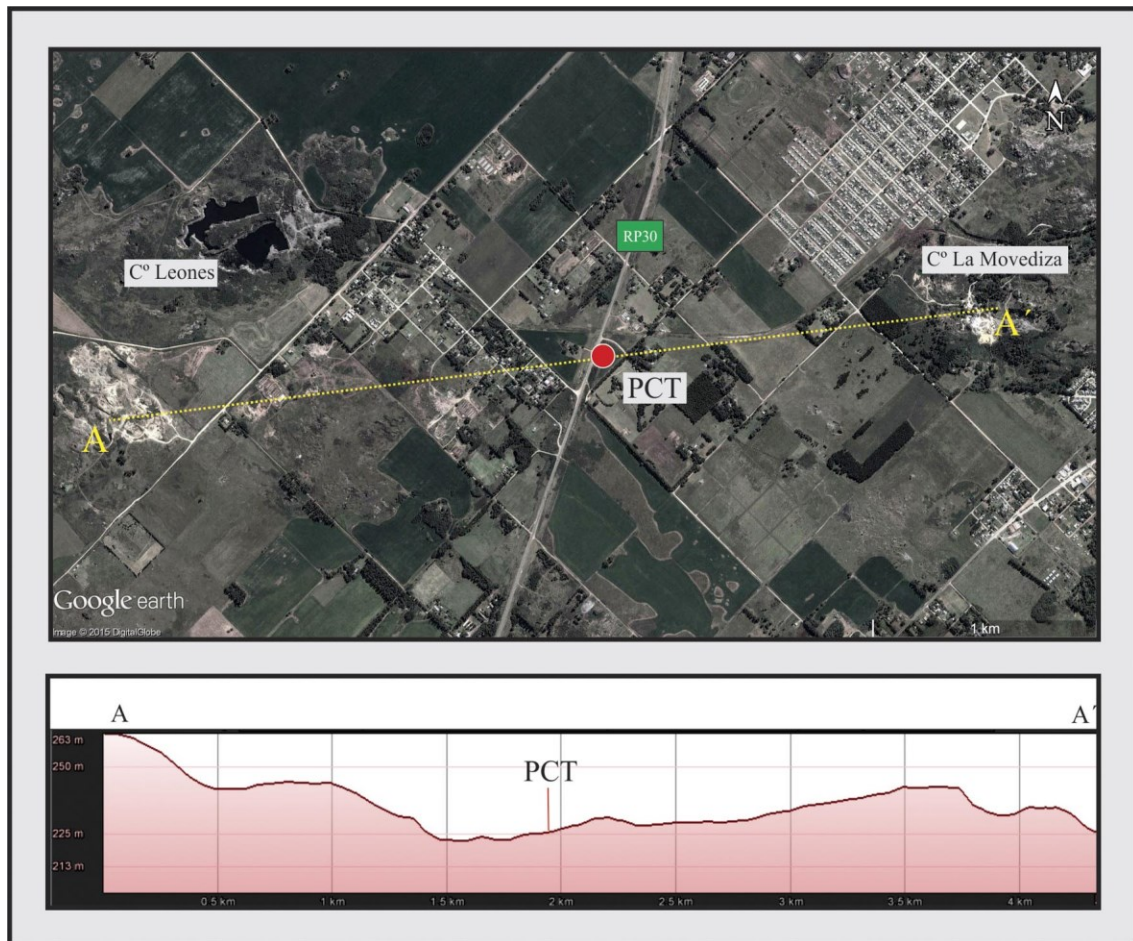 N
RP30
Cº Leones
Cº La Movediza
A´
PCT
A
Google earth
Image © 2015 DigitalGlobe
1 km
A
A´
263 m
PCT
250 m
225 m
213 m
0 5 km
1 km
1 5 km
2 km
2 5 km
3 km
3 5 km
4 km